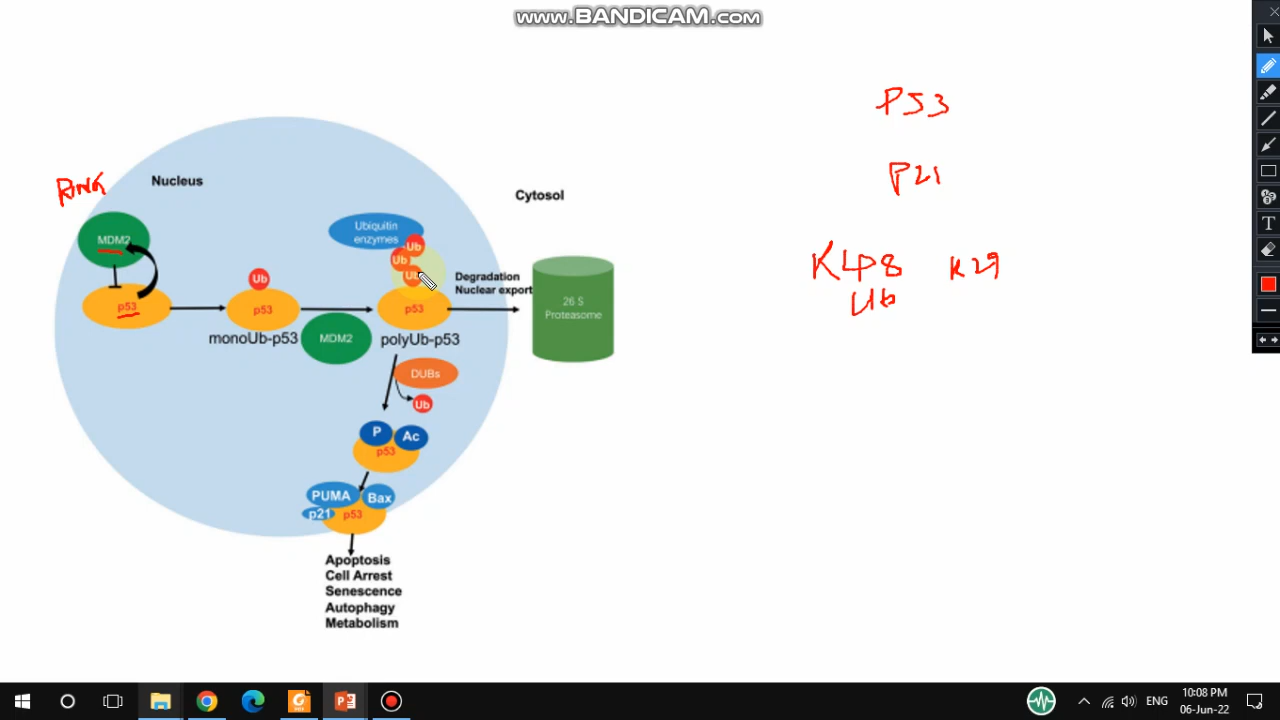 www.BANDICAM.com
P53
P21
RING
Nucleus
Cytosol
Ubiquitin
enzymes
Ub
Ub
Ub
MDM2
K48 K29
Ub
Degradation
Nuclear export
Ub
p53
p53
p53
26 S
Proteasome
monoUb-p53
MDM2
polyUb-p53
DUBs
Ub
P
Ac
p53
PUMA
Bax
p21
p53
Apoptosis
Cell Arrest
Senescence
Autophagy
Metabolism
T
ENG
10:08 PM
06-Jun-22